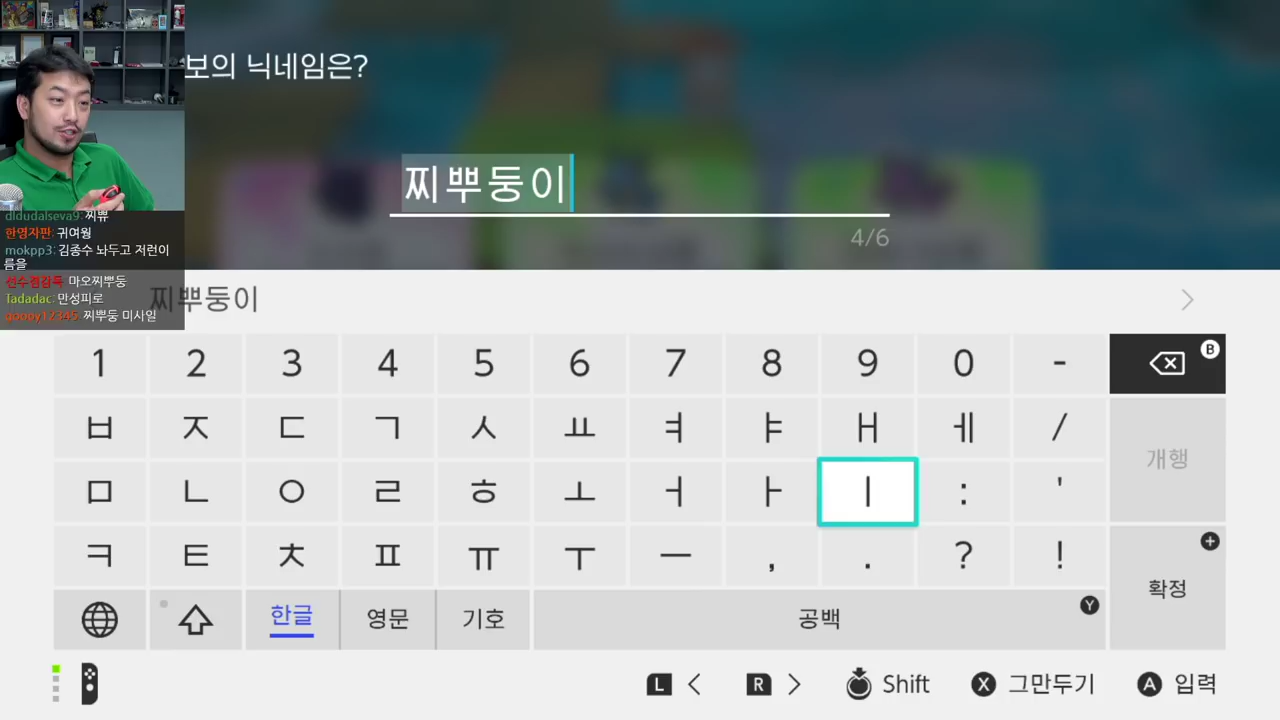 보의 닉네임은?
찌뿌둥이
4/6
dldudalseva9: 찌쀼
한영자판: 귀여웡
mokpp3: 김종수 놔두고 저런이
름을
선수겸감독 마오찌뿌둥
Tadadac: 만성피로
goooy12345 찌뿌둥 미사일
찌뿌둥이
1 2 3 4 5 6 7 8 9 0 - B
ㅂ ㅈ ㄷ ㄱ ㅅ ㅛ ㅕ ㅑ ㅐ ㅔ / 개행
ㅁ ㄴ ㅇ ㄹ ㅎ ㅗ ㅓ ㅏ ㅣ : '
ㅋ ㅌ ㅊ ㅍ ㅠ ㅜ ㅡ , . ? ! 확정
한글 영문 기호 공백 Y
L R Shift X 그만두기 A 입력